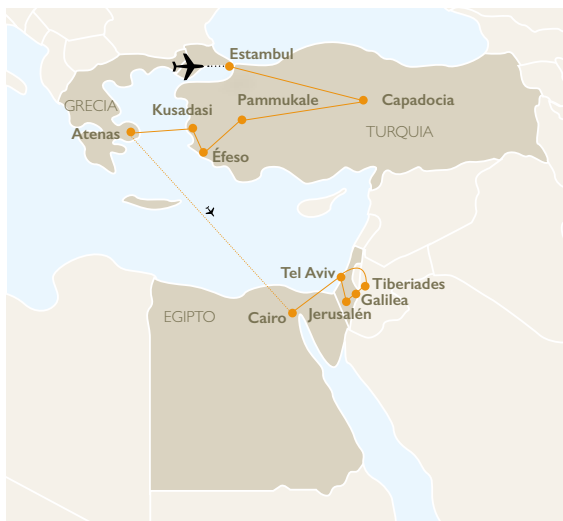 Estambul
GRECIA
Kusadasi
Pammukale
Capadocia
Atenas
TURQUIA
Éfeso
Tel Aviv
Tiberiades
Galilea
EGIPTO
Cairo
Jerusalén